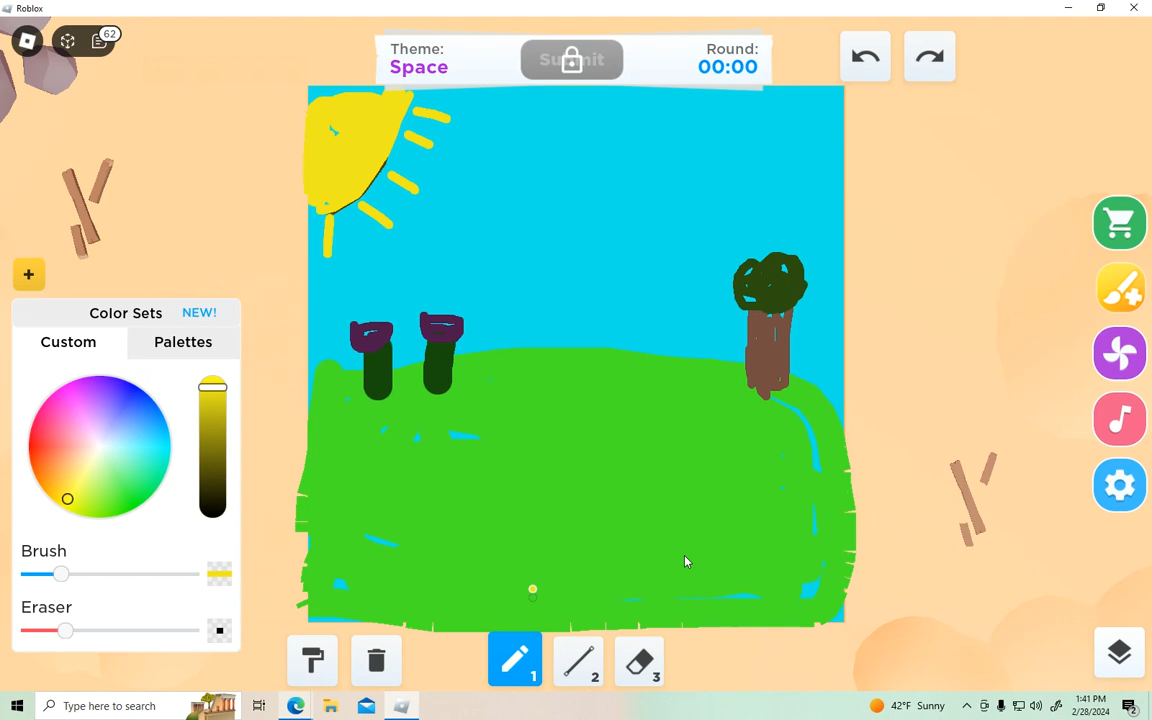 Roblox
62
Theme:
Space
Submit
Round:
00:00
Color Sets NEW!
Custom Palettes
Brush
Eraser
1
2
3
Type here to search
42°F Sunny
1:41 PM
2/28/2024
2